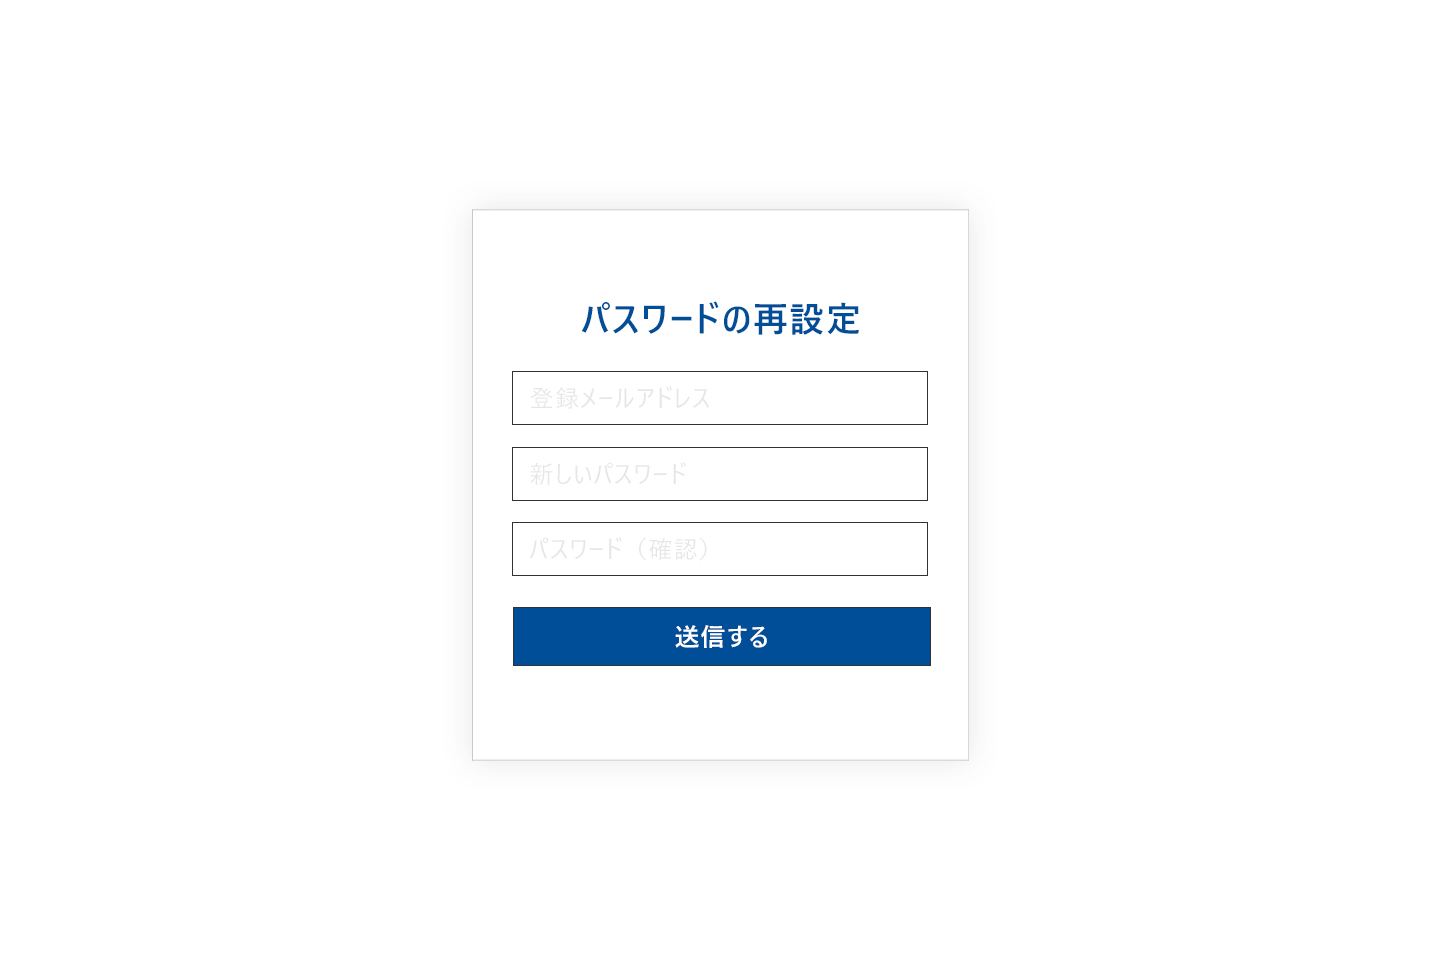 パスワードの再設定
登録メールアドレス
新しいパスワード
パスワード（確認）
送信する